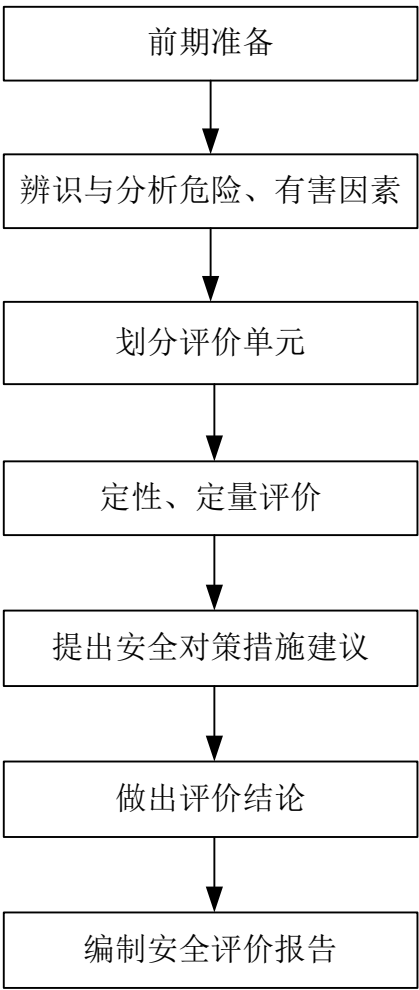 前期准备
辨识与分析危险、有害因素
划分评价单元
定性、定量评价
提出安全对策措施建议
做出评价结论
编制安全评价报告